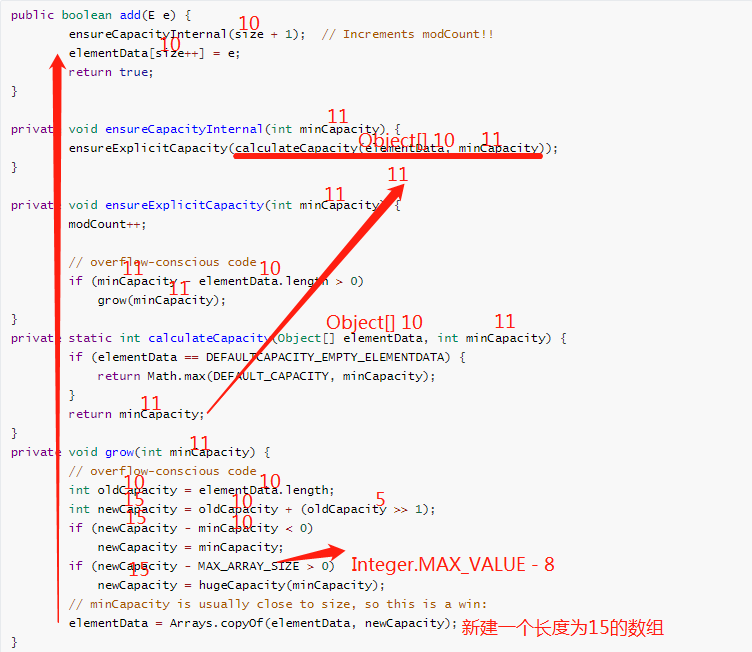 public boolean add(E e) {
10
ensureCapacityInternal(size + 1);  // Increments modCount!!
10
elementData[size++] = e;
return true;
}
11
private void ensureCapacityInternal(int minCapacity) {
Object[] 10 11
ensureExplicitCapacity(calculateCapacity(elementData, minCapacity));
}
11
11
private void ensureExplicitCapacity(int minCapacity) {
modCount++;
// overflow-conscious code
11 10
if (minCapacity - elementData.length > 0)
11
grow(minCapacity);
}
Object[] 10 11
private static int calculateCapacity(Object[] elementData, int minCapacity) {
if (elementData == DEFAULTCAPACITY_EMPTY_ELEMENTDATA) {
return Math.max(DEFAULT_CAPACITY, minCapacity);
}
11
return minCapacity;
}
11
private void grow(int minCapacity) {
// overflow-conscious code
10 10
int oldCapacity = elementData.length;
15 10 5
int newCapacity = oldCapacity + (oldCapacity >> 1);
15 10
if (newCapacity - minCapacity < 0)
newCapacity = minCapacity;
15 Integer.MAX_VALUE - 8
if (newCapacity - MAX_ARRAY_SIZE > 0)
newCapacity = hugeCapacity(minCapacity);
// minCapacity is usually close to size, so this is a win:
elementData = Arrays.copyOf(elementData, newCapacity); 新建一个长度为15的数组
}